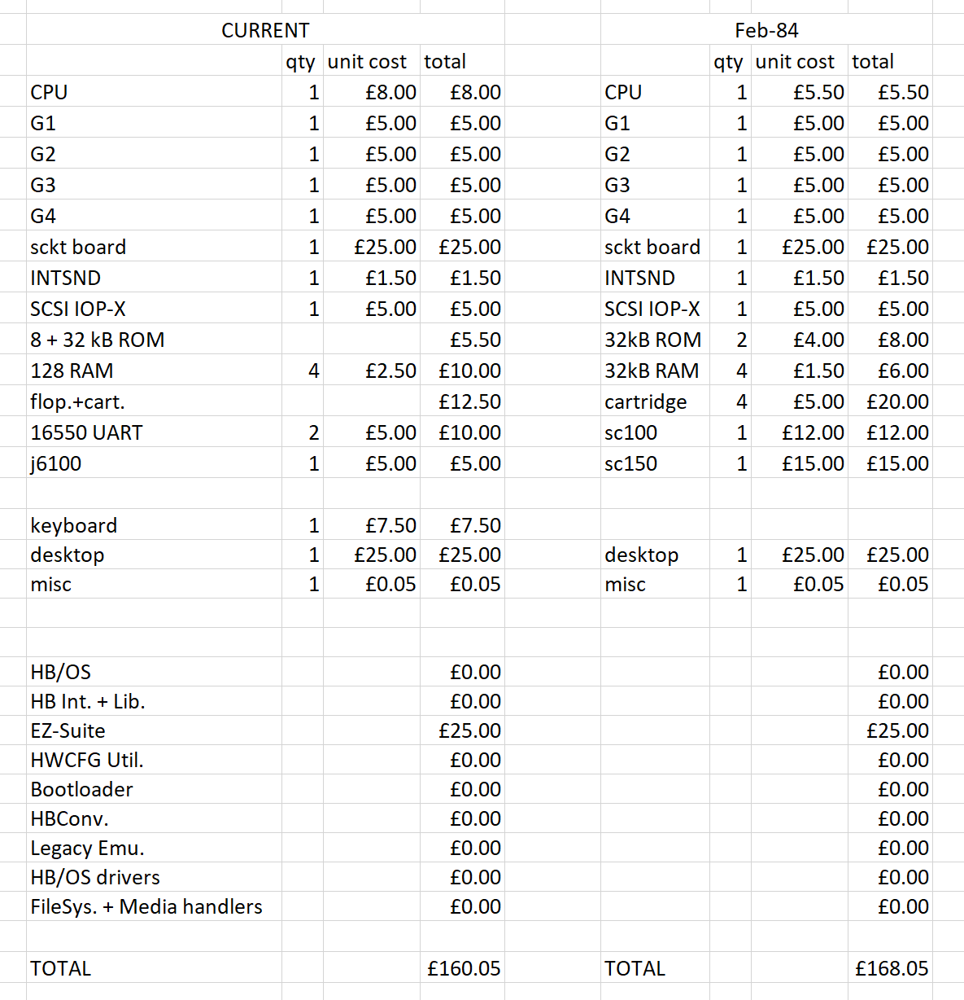 CURRENT Feb-84
qty unit cost total qty unit cost total
CPU 1 £8.00 £8.00 CPU 1 £5.50 £5.50
G1 1 £5.00 £5.00 G1 1 £5.00 £5.00
G2 1 £5.00 £5.00 G2 1 £5.00 £5.00
G3 1 £5.00 £5.00 G3 1 £5.00 £5.00
G4 1 £5.00 £5.00 G4 1 £5.00 £5.00
sckt board 1 £25.00 £25.00 sckt board 1 £25.00 £25.00
INTSND 1 £1.50 £1.50 INTSND 1 £1.50 £1.50
SCSI IOP-X 1 £5.00 £5.00 SCSI IOP-X 1 £5.00 £5.00
8 + 32 kB ROM £5.50 32kB ROM 2 £4.00 £8.00
128 RAM 4 £2.50 £10.00 32kB RAM 4 £1.50 £6.00
flop.+cart. £12.50 cartridge 4 £5.00 £20.00
16550 UART 2 £5.00 £10.00 sc100 1 £12.00 £12.00
j6100 1 £5.00 £5.00 sc150 1 £15.00 £15.00
keyboard 1 £7.50 £7.50
desktop 1 £25.00 £25.00 desktop 1 £25.00 £25.00
misc 1 £0.05 £0.05 misc 1 £0.05 £0.05
HB/OS £0.00 £0.00
HB Int. + Lib. £0.00 £0.00
EZ-Suite £25.00 £25.00
HWCFG Util. £0.00 £0.00
Bootloader £0.00 £0.00
HBConv. £0.00 £0.00
Legacy Emu. £0.00 £0.00
HB/OS drivers £0.00 £0.00
FileSys. + Media handlers £0.00 £0.00
TOTAL £160.05 TOTAL £168.05